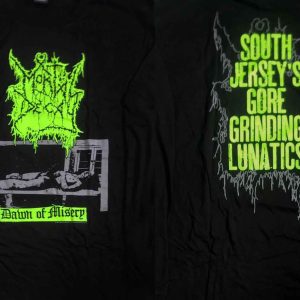 MORTAL
DECAY
Dawn of Misery
SOUTH
JERSEY'S
GORE
GRINDING
LUNATICS